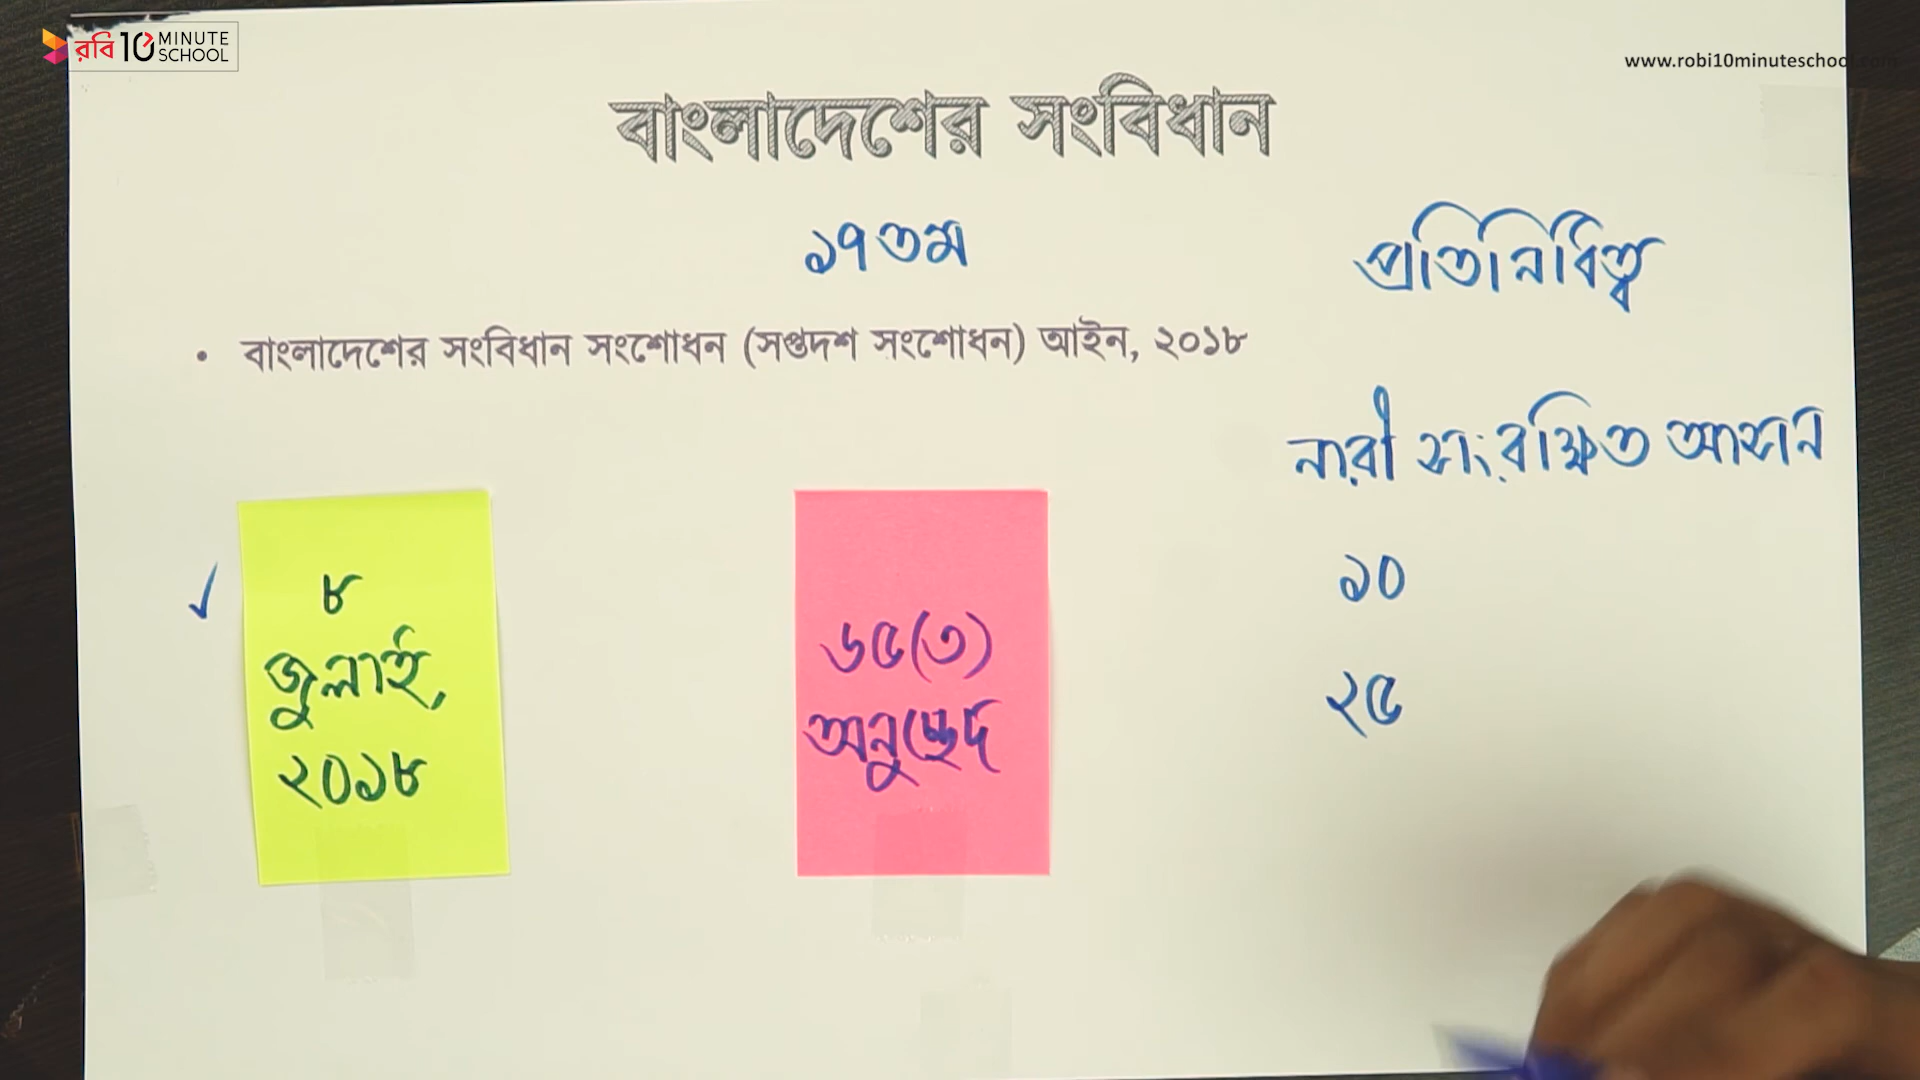 রবি 10 MINUTE SCHOOL
www.robi10minuteschool.com
বাংলাদেশের সংবিধান
১৭তম
প্রতিনিধিত্ব
• বাংলাদেশের সংবিধান সংশোধন (সপ্তদশ সংশোধন) আইন, ২০১৮
নারী সংরক্ষিত আসন
৮
জুলাই,
২০১৮
৬৫(৩)
অনুচ্ছেদ
১০
২৫